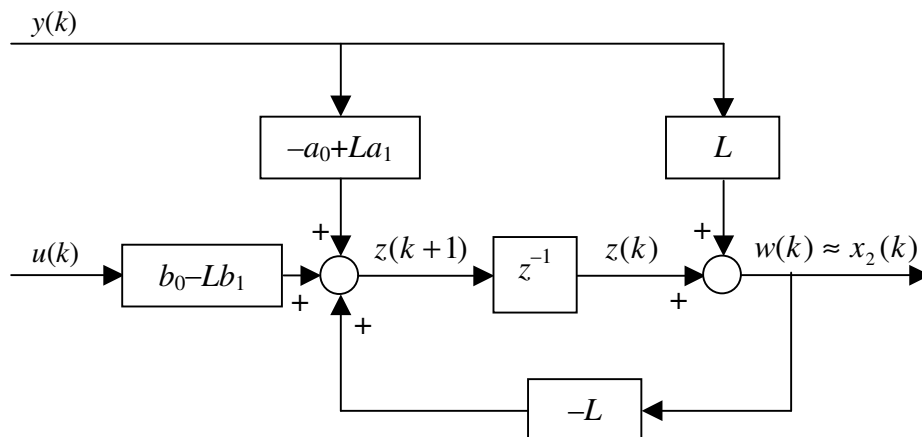 y(k)
–a₀+La₁
L
+
+
u(k)
b₀–Lb₁
z(k+1)
z⁻¹
z(k)
w(k) ≈ x₂(k)
+
+
+
–L